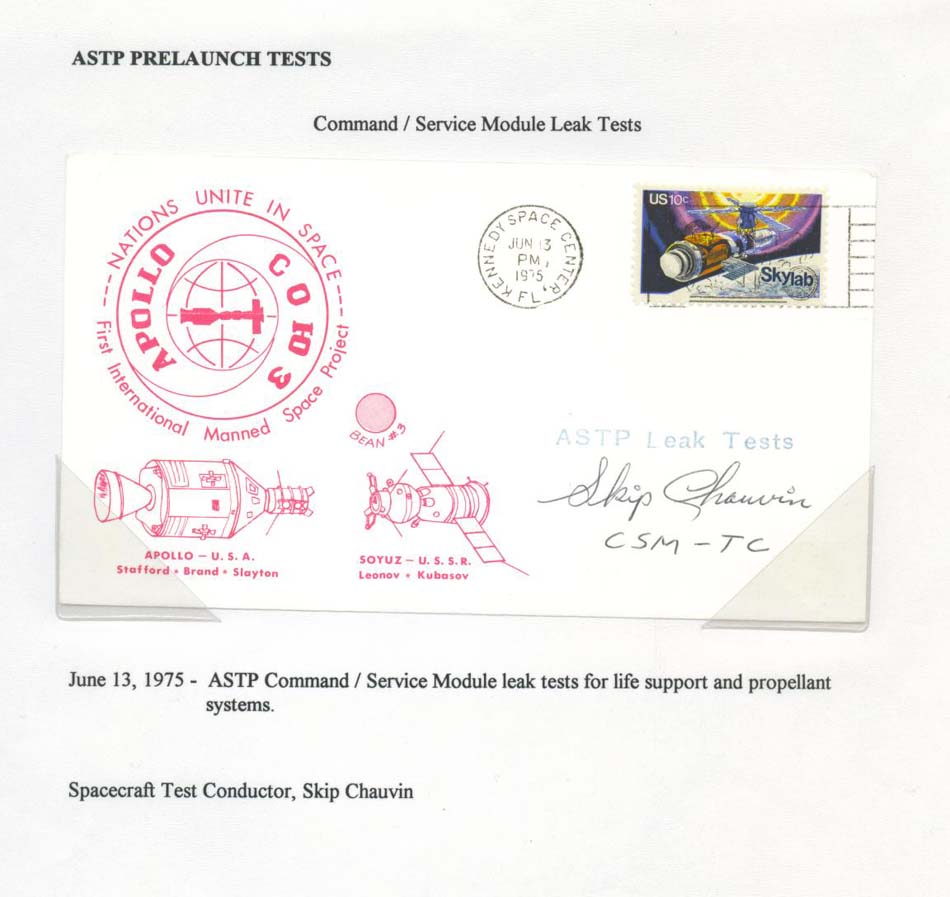 ASTP PRELAUNCH TESTS
Command / Service Module Leak Tests
---NATIONS UNITE IN SPACE---
APOLLO
СОЮЗ
First International Manned Space Project
KENNEDY SPACE CENTER, FL.
JUN 13
PM
1975
US10c
Skylab
BEAN #3
ASTP Leak Tests
Skip Chauvin
CSM - TC
APOLLO – U. S. A.
Stafford • Brand • Slayton
SOYUZ – U. S. S. R.
Leonov • Kubasov
June 13, 1975 - ASTP Command / Service Module leak tests for life support and propellant
systems.
Spacecraft Test Conductor, Skip Chauvin